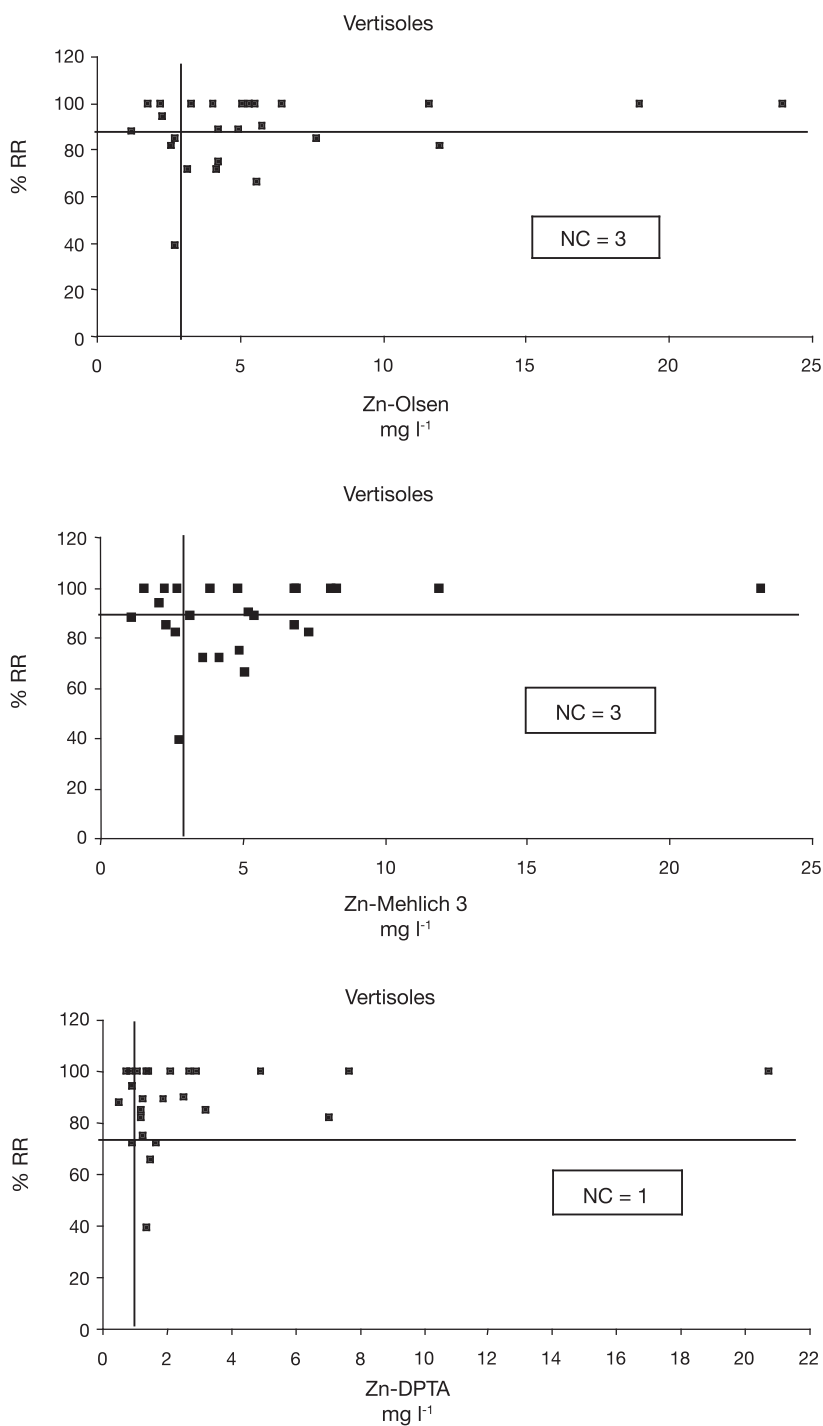 Vertisoles
120
100
80
60
40
20
0
% RR
NC = 3
0 5 10 15 20 25
Zn-Olsen
mg l-1
Vertisoles
120
100
80
60
40
20
0
% RR
NC = 3
0 5 10 15 20 25
Zn-Mehlich 3
mg l-1
Vertisoles
120
100
80
60
40
20
0
% RR
NC = 1
0 2 4 6 8 10 12 14 16 18 20 22
Zn-DPTA
mg l-1